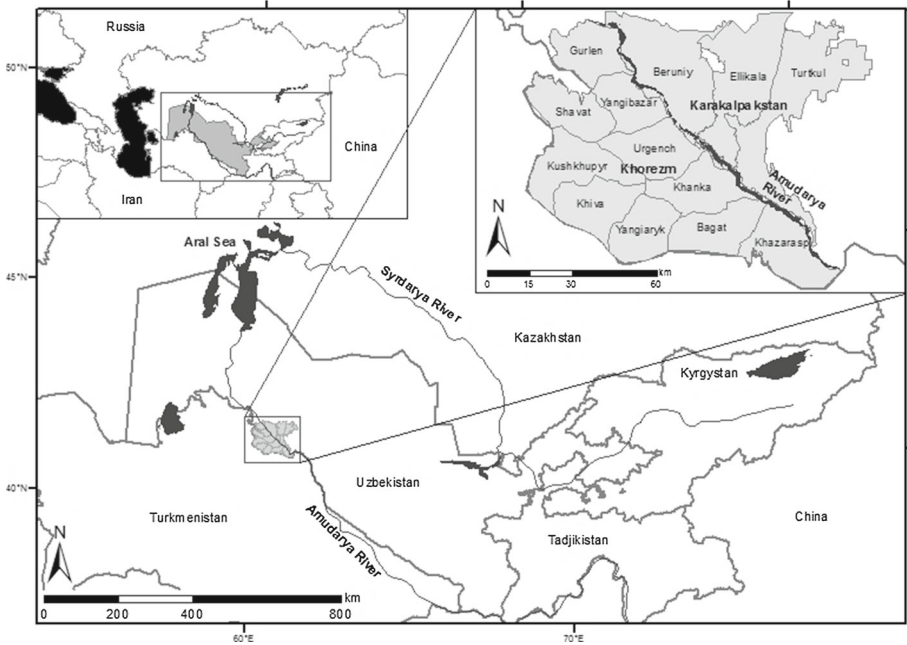 Russia
50°N
China
Iran
Gurlen
Beruniy
Ellikala
Turtkul
Shavat
Yangibazar
Karakalpakstan
Urgench
Kushkhupyr
Khorezm
Khanka
Amudarya
River
Khiva
Yangiaryk
Bagat
Khazarasp
N
km
0 15 30 60
Aral Sea
45°N
Syrdatya River
Kazakhstan
Kyrgystan
40°N
Uzbekistan
Turkmenistan
Amudarya River
China
Tadjikistan
N
km
0 200 400 800
60°E
70°E